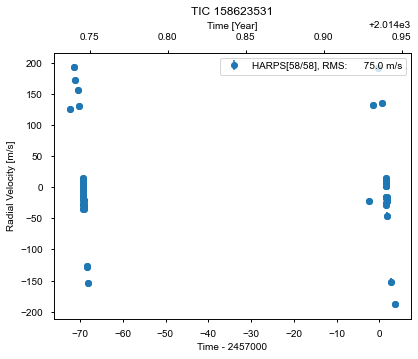 TIC 158623531
Time [Year]
+2.014e3
0.75 0.80 0.85 0.90 0.95
HARPS[58/58], RMS: 75.0 m/s
200
150
100
50
0
−50
−100
−150
−200
Radial Velocity [m/s]
−70 −60 −50 −40 −30 −20 −10 0
Time - 2457000